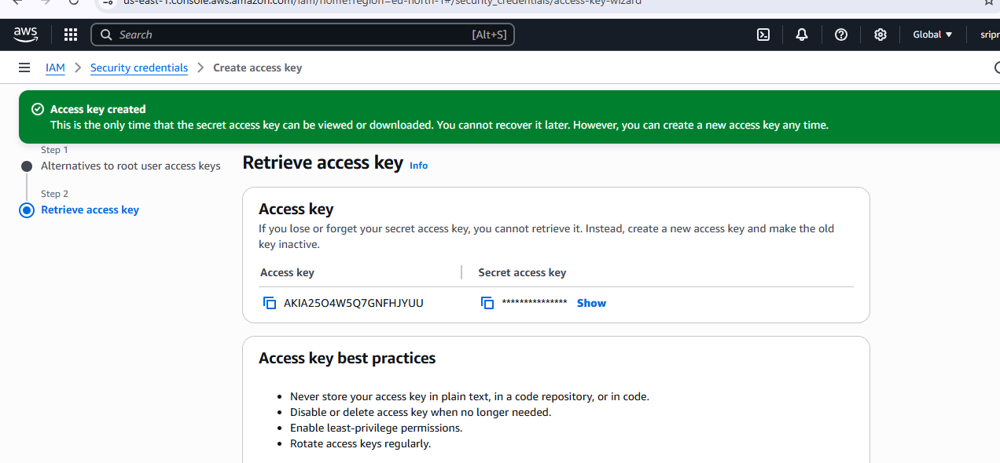 us-east-1.console.aws.amazon.com/iam/home?region=eu-north-1#/security_credentials/access-key-wizard
aws
Search [Alt+S] Global sripr
IAM > Security credentials > Create access key
Access key created
This is the only time that the secret access key can be viewed or downloaded. You cannot recover it later. However, you can create a new access key any time.
Step 1
Alternatives to root user access keys
Step 2
Retrieve access key
Retrieve access key Info
Access key
If you lose or forget your secret access key, you cannot retrieve it. Instead, create a new access key and make the old
key inactive.
Access key Secret access key
AKIA25O4W5Q7GNFHJYUU *************** Show
Access key best practices
• Never store your access key in plain text, in a code repository, or in code.
• Disable or delete access key when no longer needed.
• Enable least-privilege permissions.
• Rotate access keys regularly.